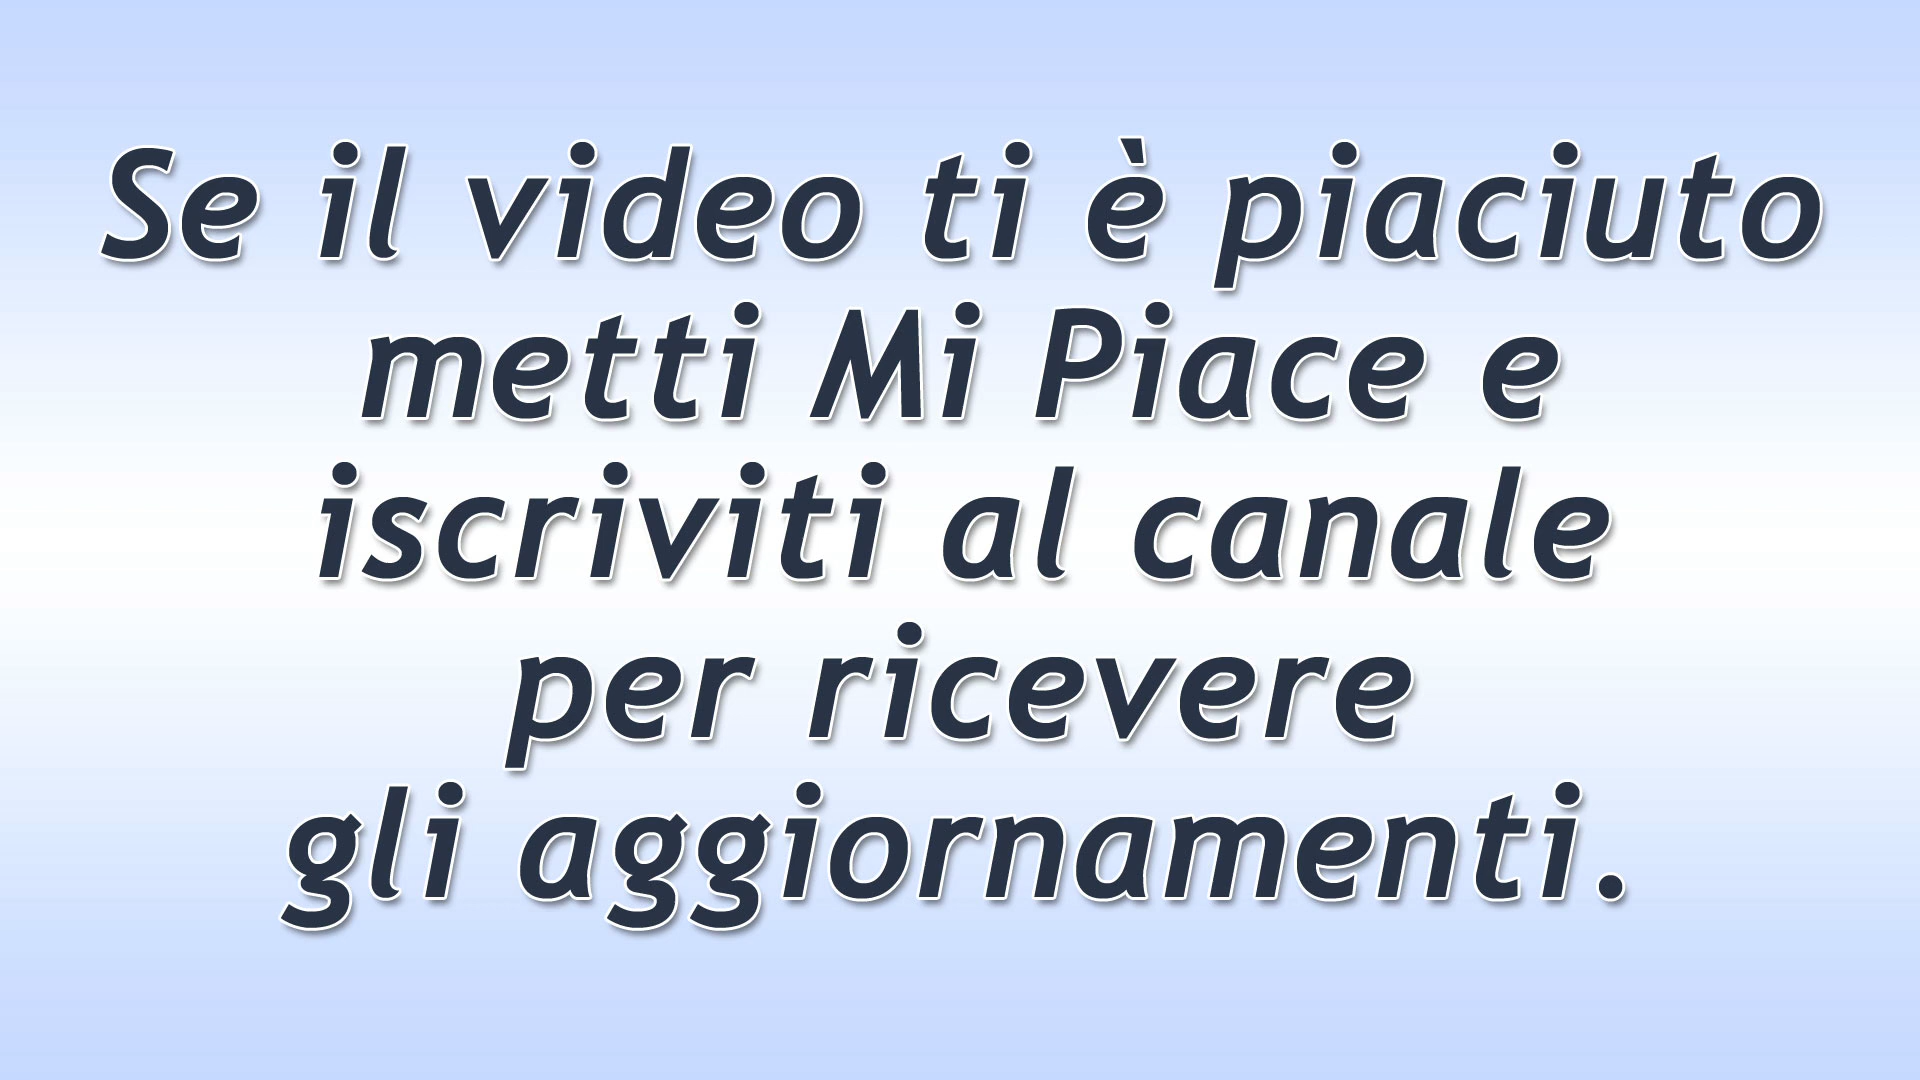 Se il video ti è piaciuto
metti Mi Piace e
iscriviti al canale
per ricevere
gli aggiornamenti.